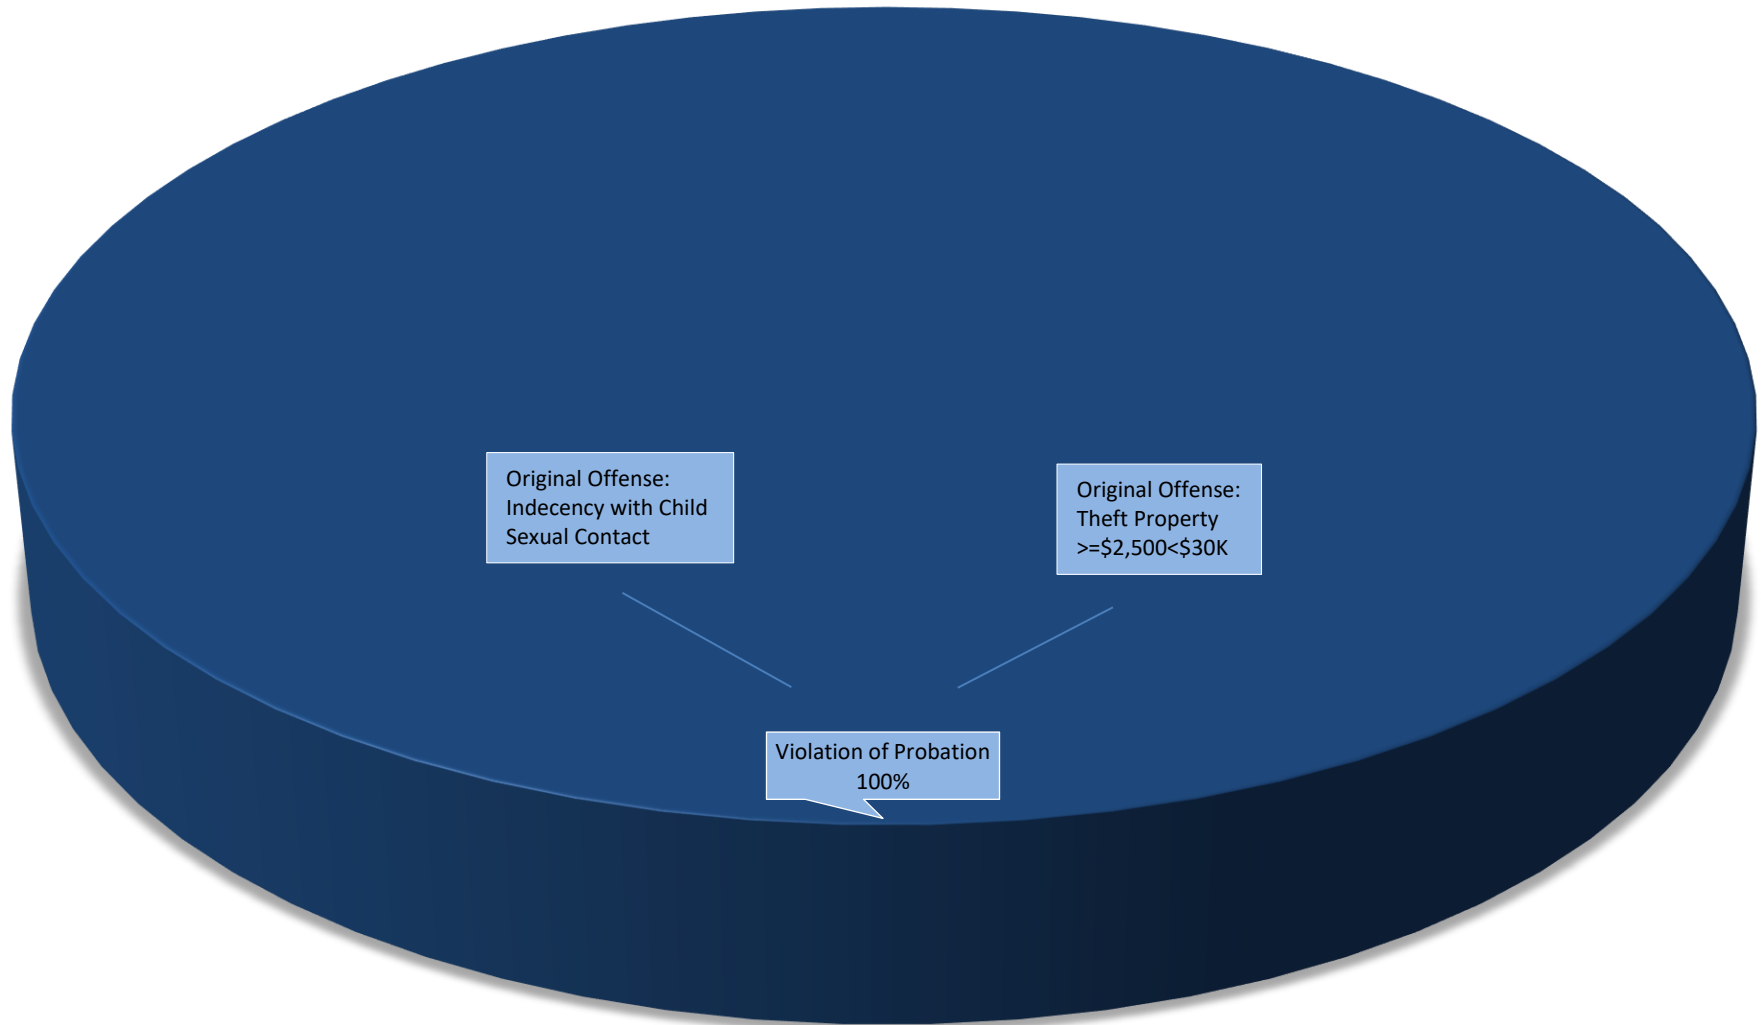 Original Offense:
Indecency with Child
Sexual Contact
Original Offense:
Theft Property
>=$2,500<$30K
Violation of Probation
100%